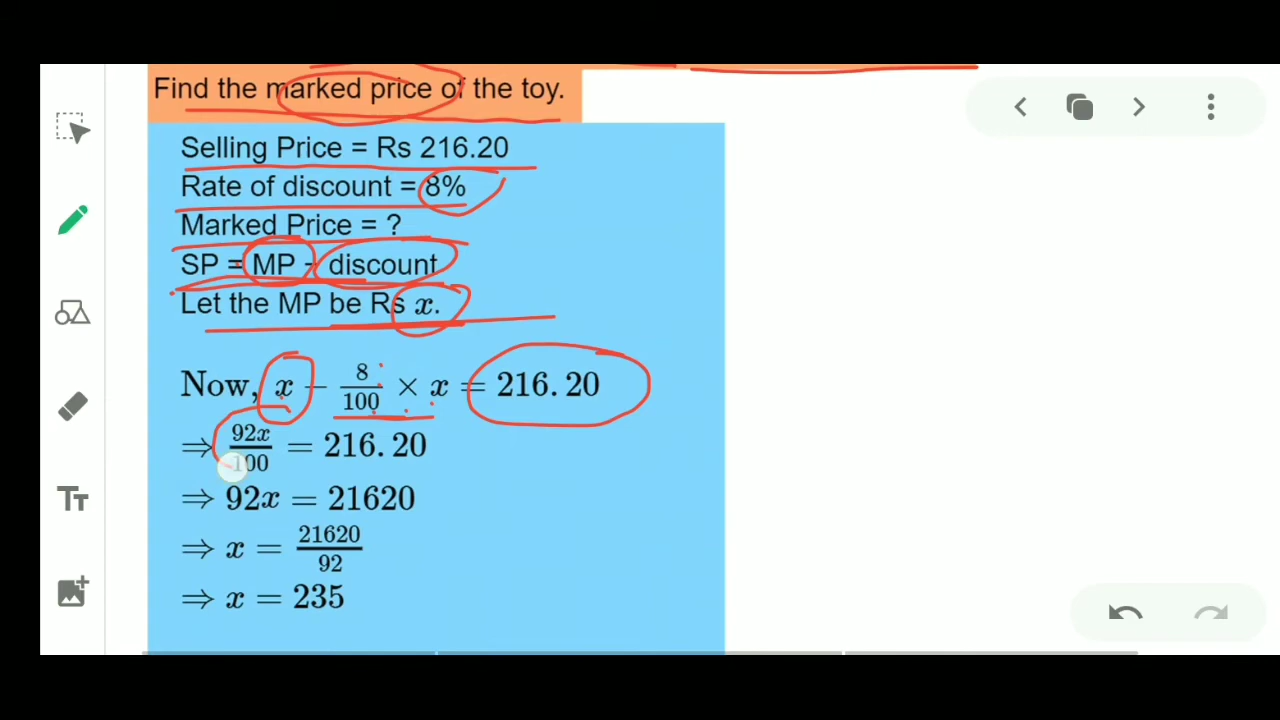 Find the marked price of the toy.
Selling Price = Rs 216.20
Rate of discount = 8%
Marked Price = ?
SP = MP - discount
Let the MP be Rs x.
Now, x − 8/100 × x = 216.20
⇒ 92x/100 = 216.20
⇒ 92x = 21620
⇒ x = 21620/92
⇒ x = 235
TT